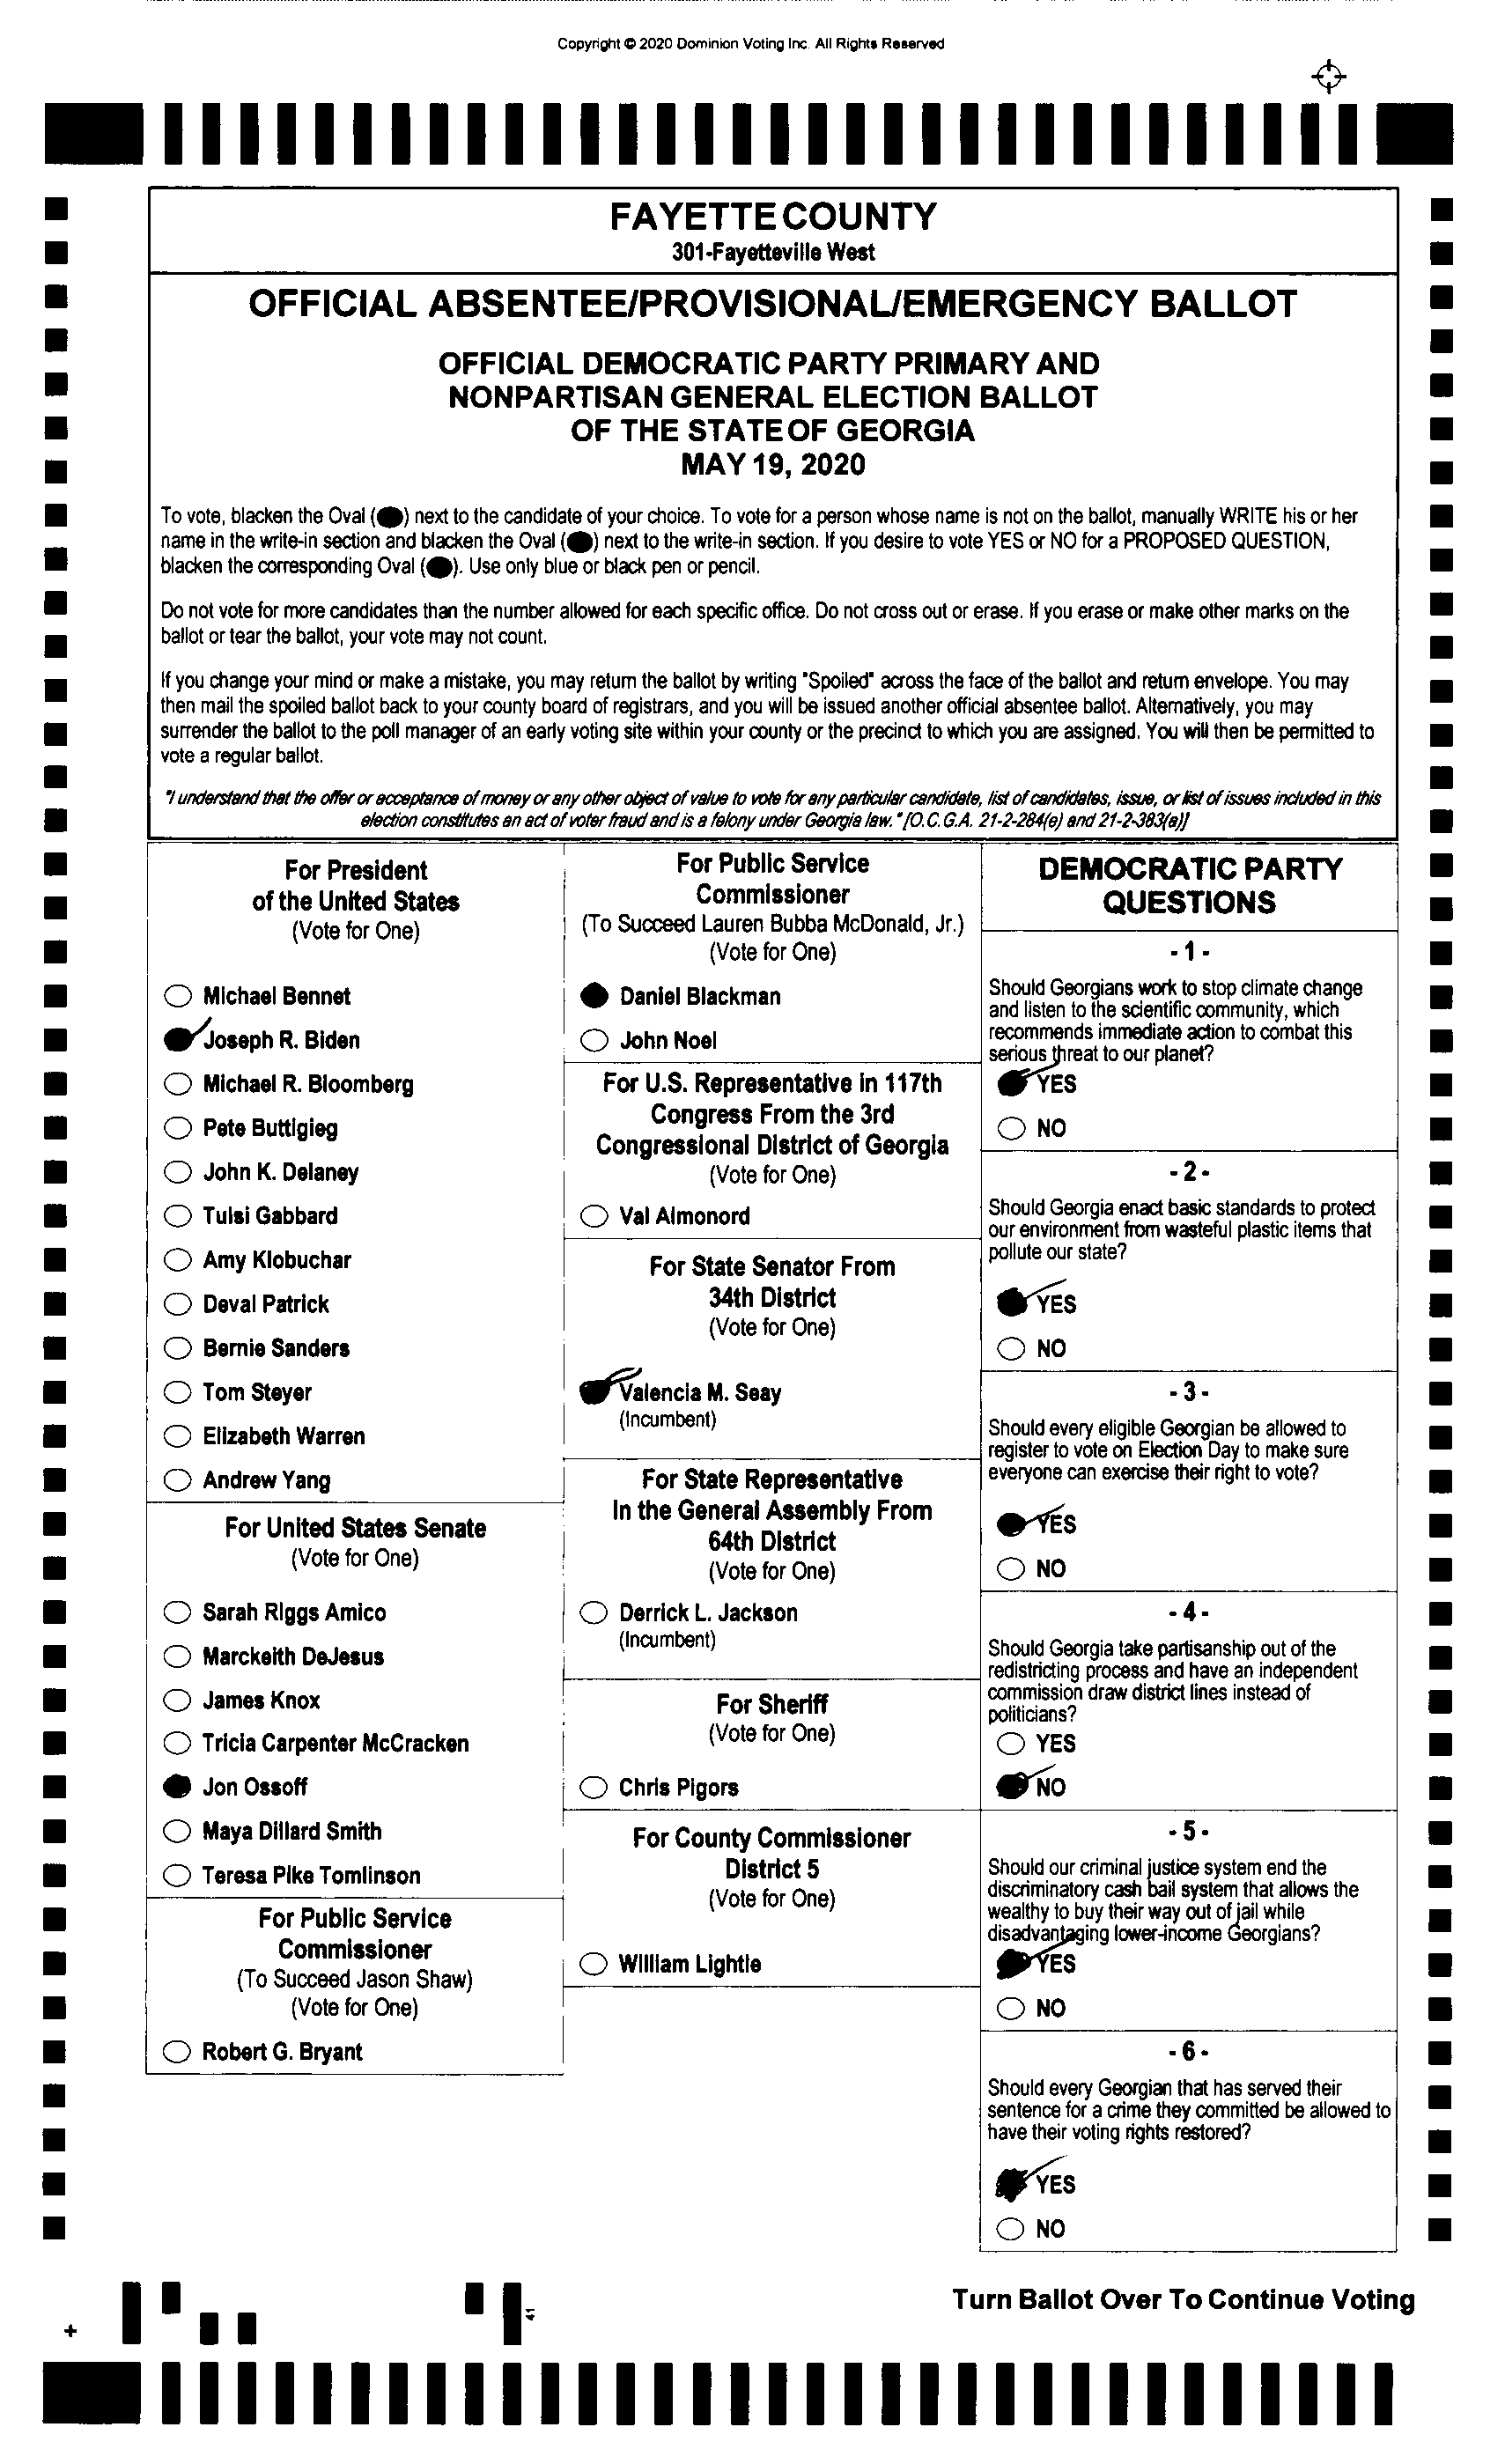 Copyright © 2020 Dominion Voting Inc. All Rights Reserved
FAYETTE COUNTY
301-Fayetteville West
OFFICIAL ABSENTEE/PROVISIONAL/EMERGENCY BALLOT
OFFICIAL DEMOCRATIC PARTY PRIMARY AND
NONPARTISAN GENERAL ELECTION BALLOT
OF THE STATE OF GEORGIA
MAY 19, 2020
To vote, blacken the Oval ( ) next to the candidate of your choice. To vote for a person whose name is not on the ballot, manually WRITE his or her
name in the write-in section and blacken the Oval ( ) next to the write-in section. If you desire to vote YES or NO for a PROPOSED QUESTION,
blacken the corresponding Oval ( ). Use only blue or black pen or pencil.
Do not vote for more candidates than the number allowed for each specific office. Do not cross out or erase. If you erase or make other marks on the
ballot or tear the ballot, your vote may not count.
If you change your mind or make a mistake, you may return the ballot by writing "Spoiled" across the face of the ballot and return envelope. You may
then mail the spoiled ballot back to your county board of registrars, and you will be issued another official absentee ballot. Alternatively, you may
surrender the ballot to the poll manager of an early voting site within your county or the precinct to which you are assigned. You will then be permitted to
vote a regular ballot.
"I understand that the offer or acceptance of money or any other object of value to vote for any particular candidate, list of candidates, issue, or list of issues included in this
election constitutes an act of voter fraud and is a felony under Georgia law." [O.C.G.A. 21-2-284(e) and 21-2-383(a)]
For President
of the United States
(Vote for One)
Michael Bennet
Joseph R. Biden
Michael R. Bloomberg
Pete Buttigieg
John K. Delaney
Tulsi Gabbard
Amy Klobuchar
Deval Patrick
Bernie Sanders
Tom Steyer
Elizabeth Warren
Andrew Yang
For United States Senate
(Vote for One)
Sarah Riggs Amico
Marckeith DeJesus
James Knox
Tricia Carpenter McCracken
Jon Ossoff
Maya Dillard Smith
Teresa Pike Tomlinson
For Public Service
Commissioner
(To Succeed Jason Shaw)
(Vote for One)
Robert G. Bryant
For Public Service
Commissioner
(To Succeed Lauren Bubba McDonald, Jr.)
(Vote for One)
Daniel Blackman
John Noel
For U.S. Representative in 117th
Congress From the 3rd
Congressional District of Georgia
(Vote for One)
Val Almonord
For State Senator From
34th District
(Vote for One)
Valencia M. Seay
(Incumbent)
For State Representative
In the General Assembly From
64th District
(Vote for One)
Derrick L. Jackson
(Incumbent)
For Sheriff
(Vote for One)
Chris Pigors
For County Commissioner
District 5
(Vote for One)
William Lightle
DEMOCRATIC PARTY
QUESTIONS
- 1 -
Should Georgians work to stop climate change
and listen to the scientific community, which
recommends immediate action to combat this
serious threat to our planet?
YES
NO
- 2 -
Should Georgia enact basic standards to protect
our environment from wasteful plastic items that
pollute our state?
YES
NO
- 3 -
Should every eligible Georgian be allowed to
register to vote on Election Day to make sure
everyone can exercise their right to vote?
YES
NO
- 4 -
Should Georgia take partisanship out of the
redistricting process and have an independent
commission draw district lines instead of
politicians?
YES
NO
- 5 -
Should our criminal justice system end the
discriminatory cash bail system that allows the
wealthy to buy their way out of jail while
disadvantaging lower-income Georgians?
YES
NO
- 6 -
Should every Georgian that has served their
sentence for a crime they committed be allowed to
have their voting rights restored?
YES
NO
Turn Ballot Over To Continue Voting